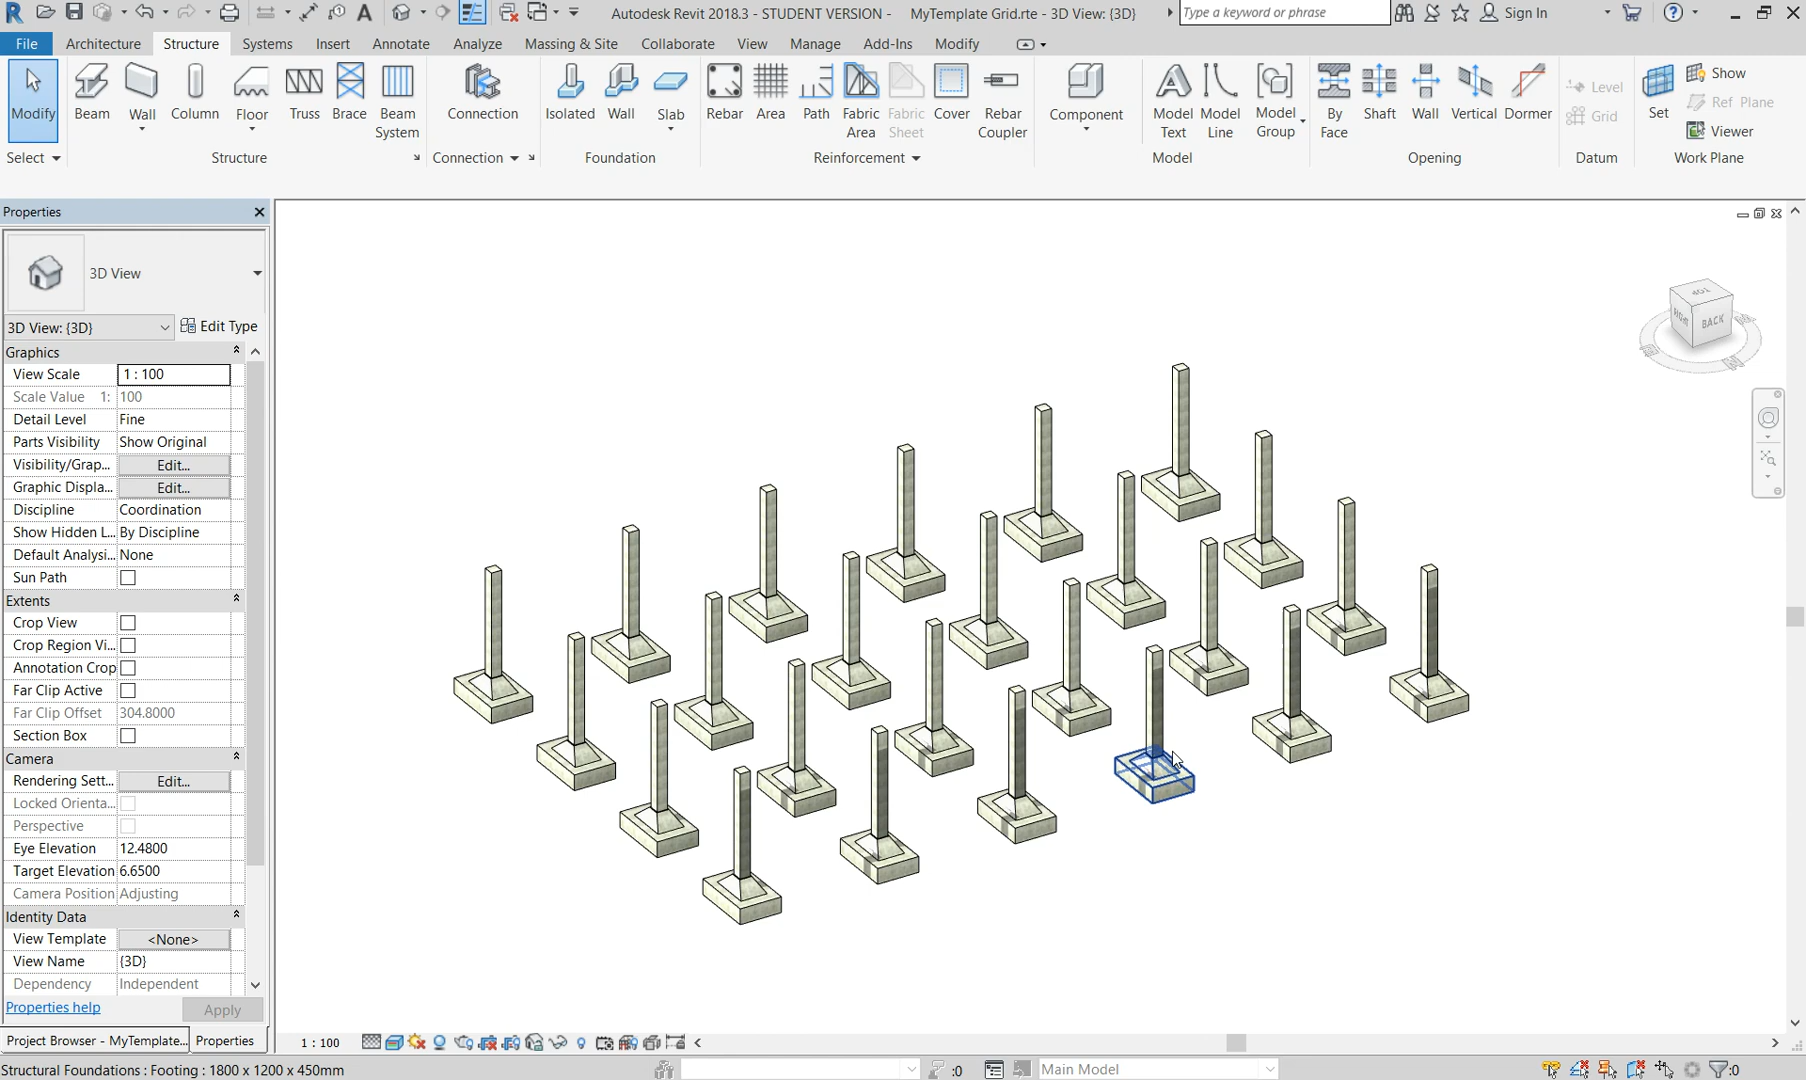 Autodesk Revit 2018.3 - STUDENT VERSION - MyTemplate Grid.rte - 3D View: {3D}
Type a keyword or phrase
Sign In
File Architecture Structure Systems Insert Annotate Analyze Massing & Site Collaborate View Manage Add-Ins Modify
Modify
Select
Beam Wall Column Floor Truss Brace Beam System
Structure
Connection
Connection
Isolated Wall Slab
Foundation
Rebar Area Path Fabric Area Fabric Sheet Cover Rebar Coupler
Reinforcement
Component
Model Text Model Line Model Group
Model
By Face Shaft Wall Vertical Dormer
Opening
Level
Grid
Datum
Set
Show
Ref Plane
Viewer
Work Plane
Properties
3D View
3D View: {3D} Edit Type
Graphics
View Scale 1 : 100
Scale Value 1: 100
Detail Level Fine
Parts Visibility Show Original
Visibility/Grap... Edit...
Graphic Displa... Edit...
Discipline Coordination
Show Hidden L... By Discipline
Default Analysi... None
Sun Path
Extents
Crop View
Crop Region Vi...
Annotation Crop
Far Clip Active
Far Clip Offset 304.8000
Section Box
Camera
Rendering Sett... Edit...
Locked Orienta...
Perspective
Eye Elevation 12.4800
Target Elevation 6.6500
Camera Position Adjusting
Identity Data
View Template <None>
View Name {3D}
Dependency Independent
Properties help Apply
Project Browser - MyTemplate... Properties
TOP
BACK
1 : 100
Structural Foundations : Footing : 1800 x 1200 x 450mm
:0
Main Model
:0